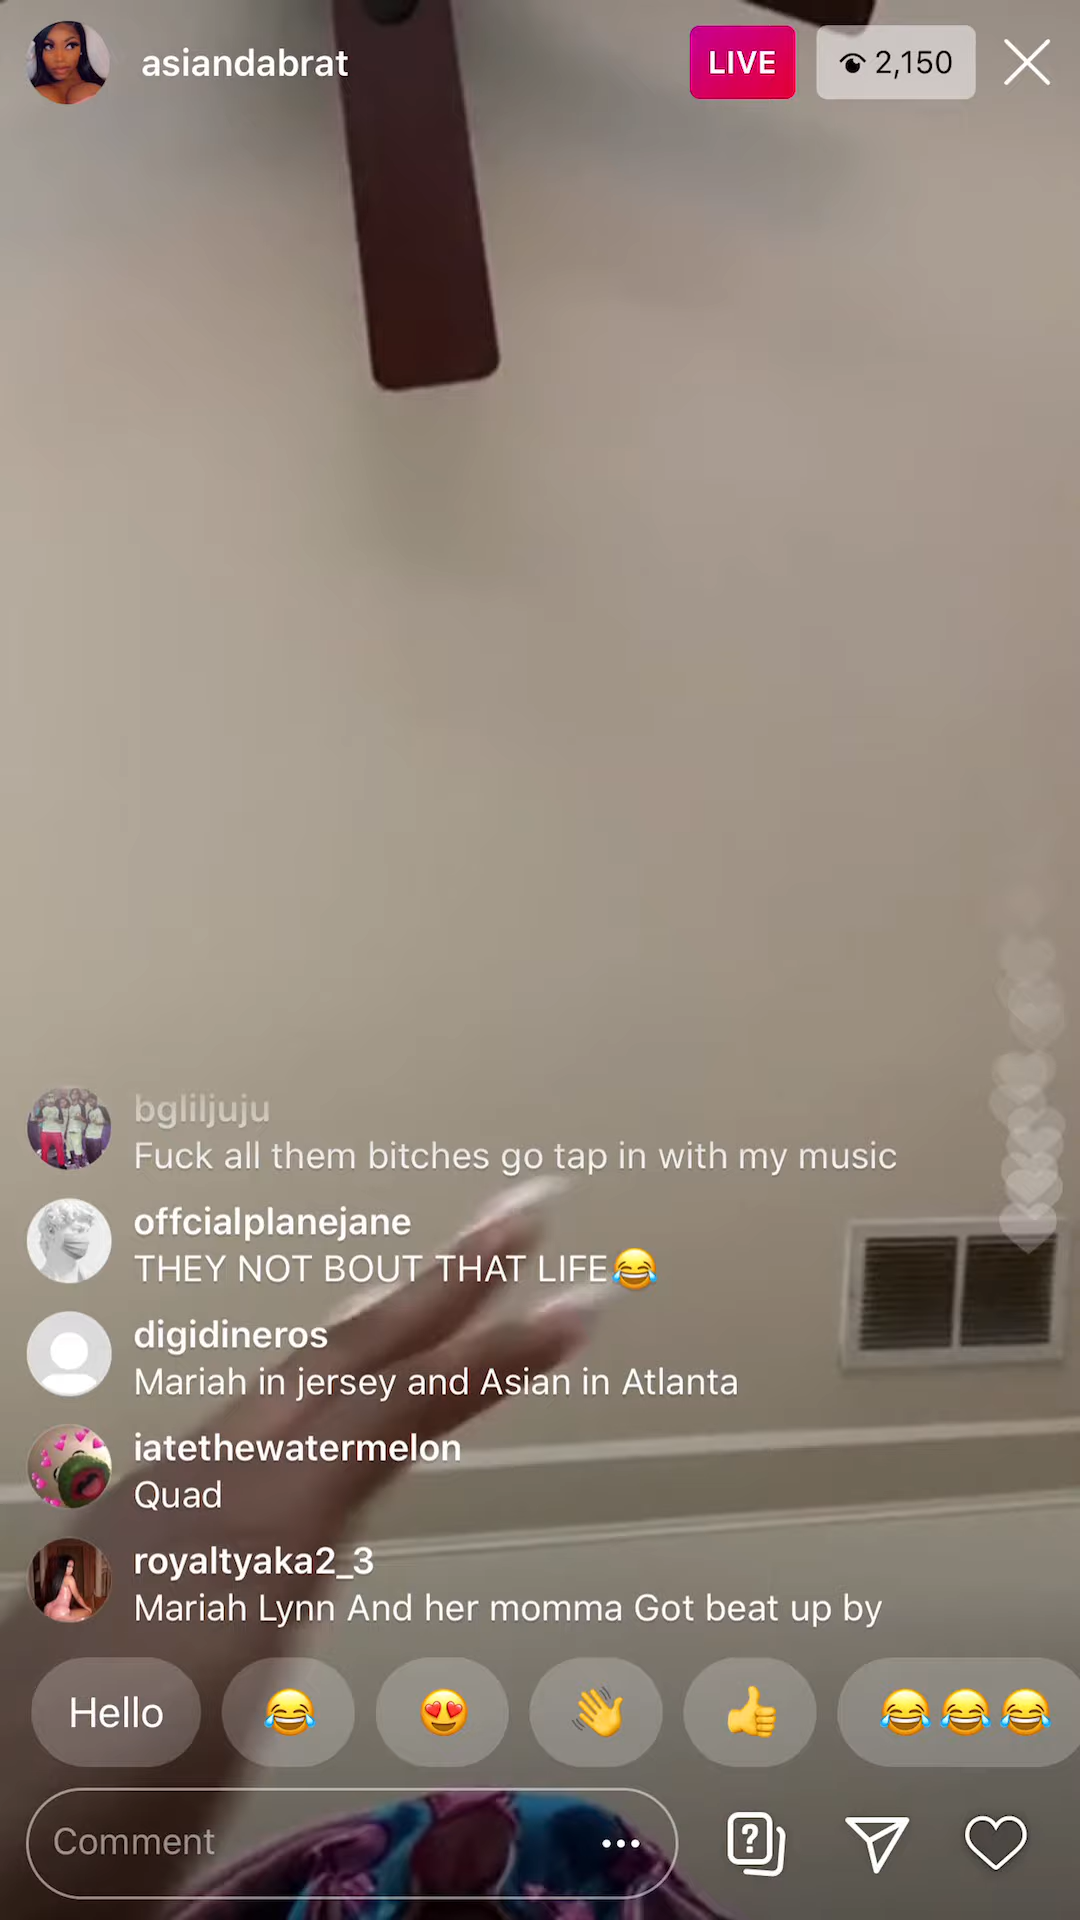 asiandabrat
LIVE
2,150
bgliljuju
Fuck all them bitches go tap in with my music
offcialplanejane
THEY NOT BOUT THAT LIFE😂
digidineros
Mariah in jersey and Asian in Atlanta
iatethewatermelon
Quad
royaltyaka2_3
Mariah Lynn And her momma Got beat up by
Hello 😂 😍 👋 👍 😂😂😂
Comment